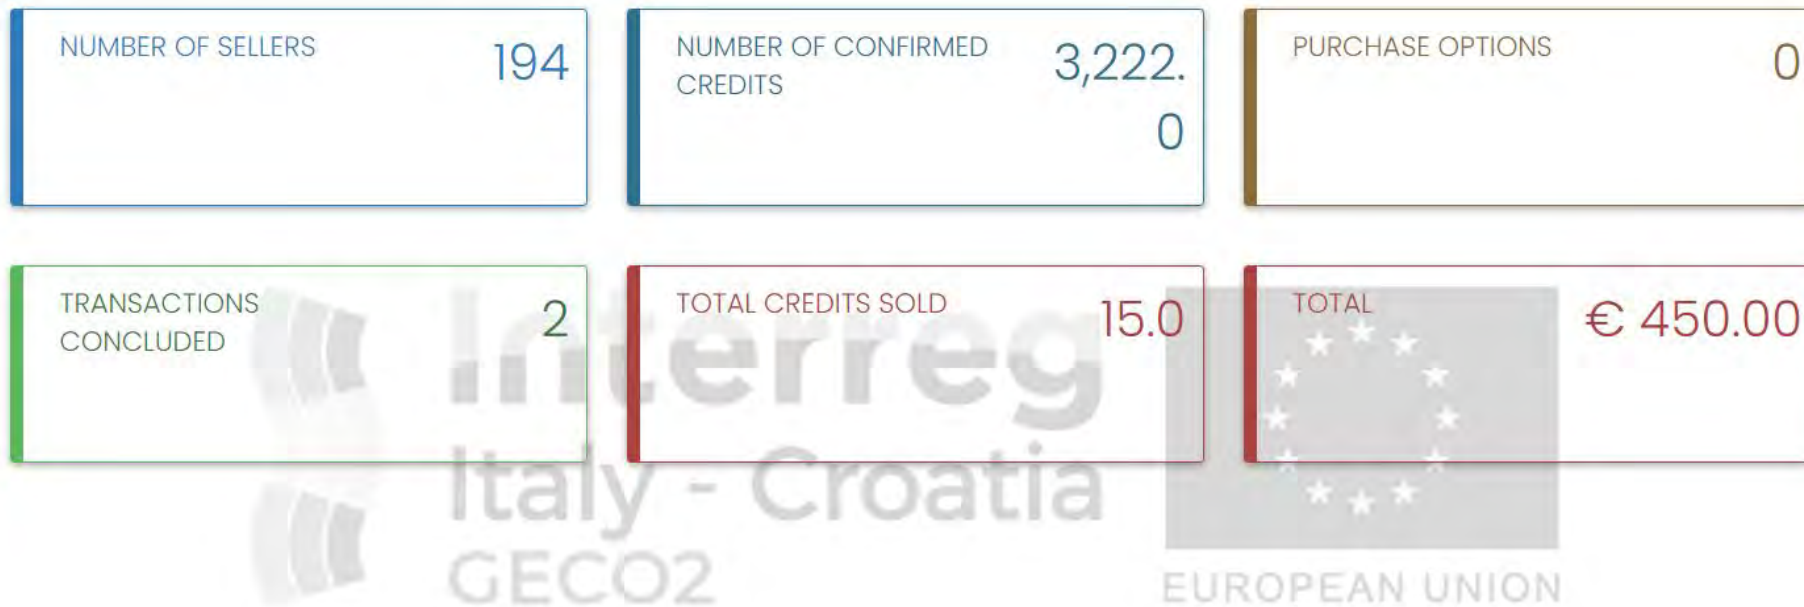 NUMBER OF SELLERS
194
NUMBER OF CONFIRMED
CREDITS
3,222.
0
PURCHASE OPTIONS
0
TRANSACTIONS
CONCLUDED
2
TOTAL CREDITS SOLD
15.0
TOTAL
€ 450.00
Interreg
Italy - Croatia
GECO2
EUROPEAN UNION